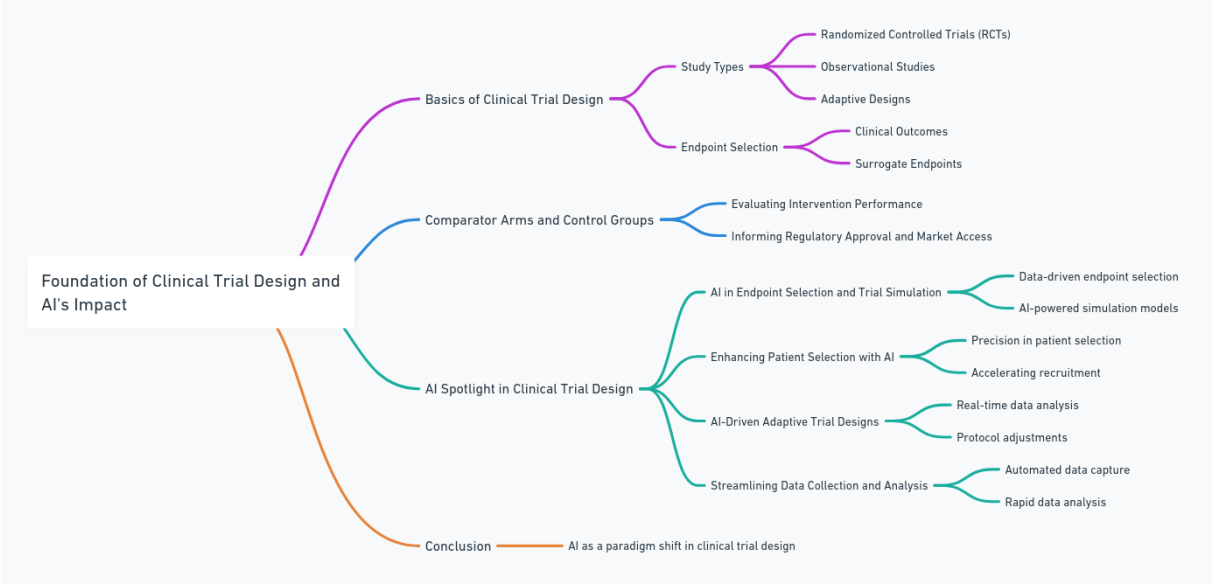 Foundation of Clinical Trial Design and
AI's Impact
Basics of Clinical Trial Design
Study Types
Randomized Controlled Trials (RCTs)
Observational Studies
Adaptive Designs
Endpoint Selection
Clinical Outcomes
Surrogate Endpoints
Comparator Arms and Control Groups
Evaluating Intervention Performance
Informing Regulatory Approval and Market Access
AI Spotlight in Clinical Trial Design
AI in Endpoint Selection and Trial Simulation
Data-driven endpoint selection
AI-powered simulation models
Enhancing Patient Selection with AI
Precision in patient selection
Accelerating recruitment
AI-Driven Adaptive Trial Designs
Real-time data analysis
Protocol adjustments
Streamlining Data Collection and Analysis
Automated data capture
Rapid data analysis
Conclusion
AI as a paradigm shift in clinical trial design